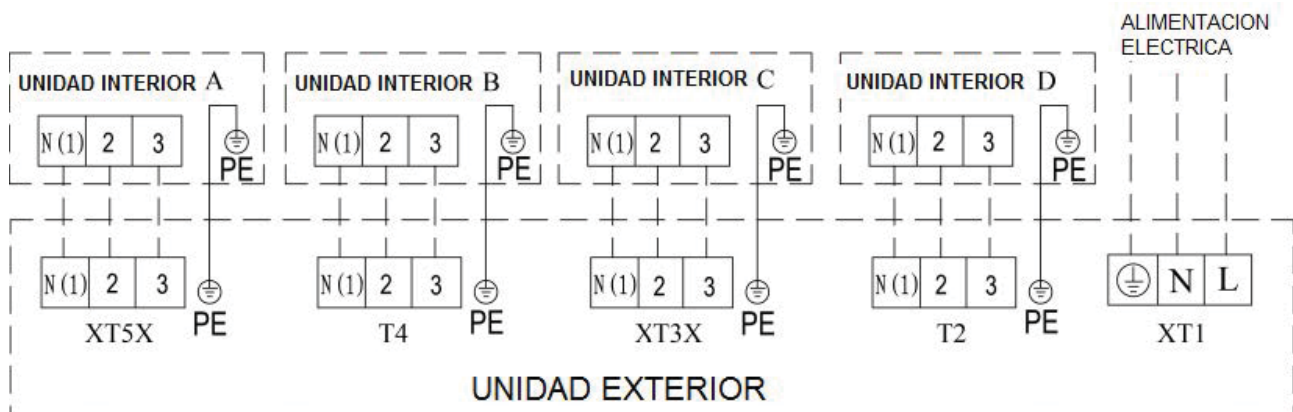 ALIMENTACION
ELECTRICA
UNIDAD INTERIOR A
UNIDAD INTERIOR B
UNIDAD INTERIOR C
UNIDAD INTERIOR D
N (1) 2 3
PE
N (1) 2 3
PE
N (1) 2 3
PE
N (1) 2 3
PE
N (1) 2 3
PE
N (1) 2 3
PE
N (1) 2 3
PE
N (1) 2 3
PE
N L
XT5X
T4
XT3X
T2
XT1
UNIDAD EXTERIOR